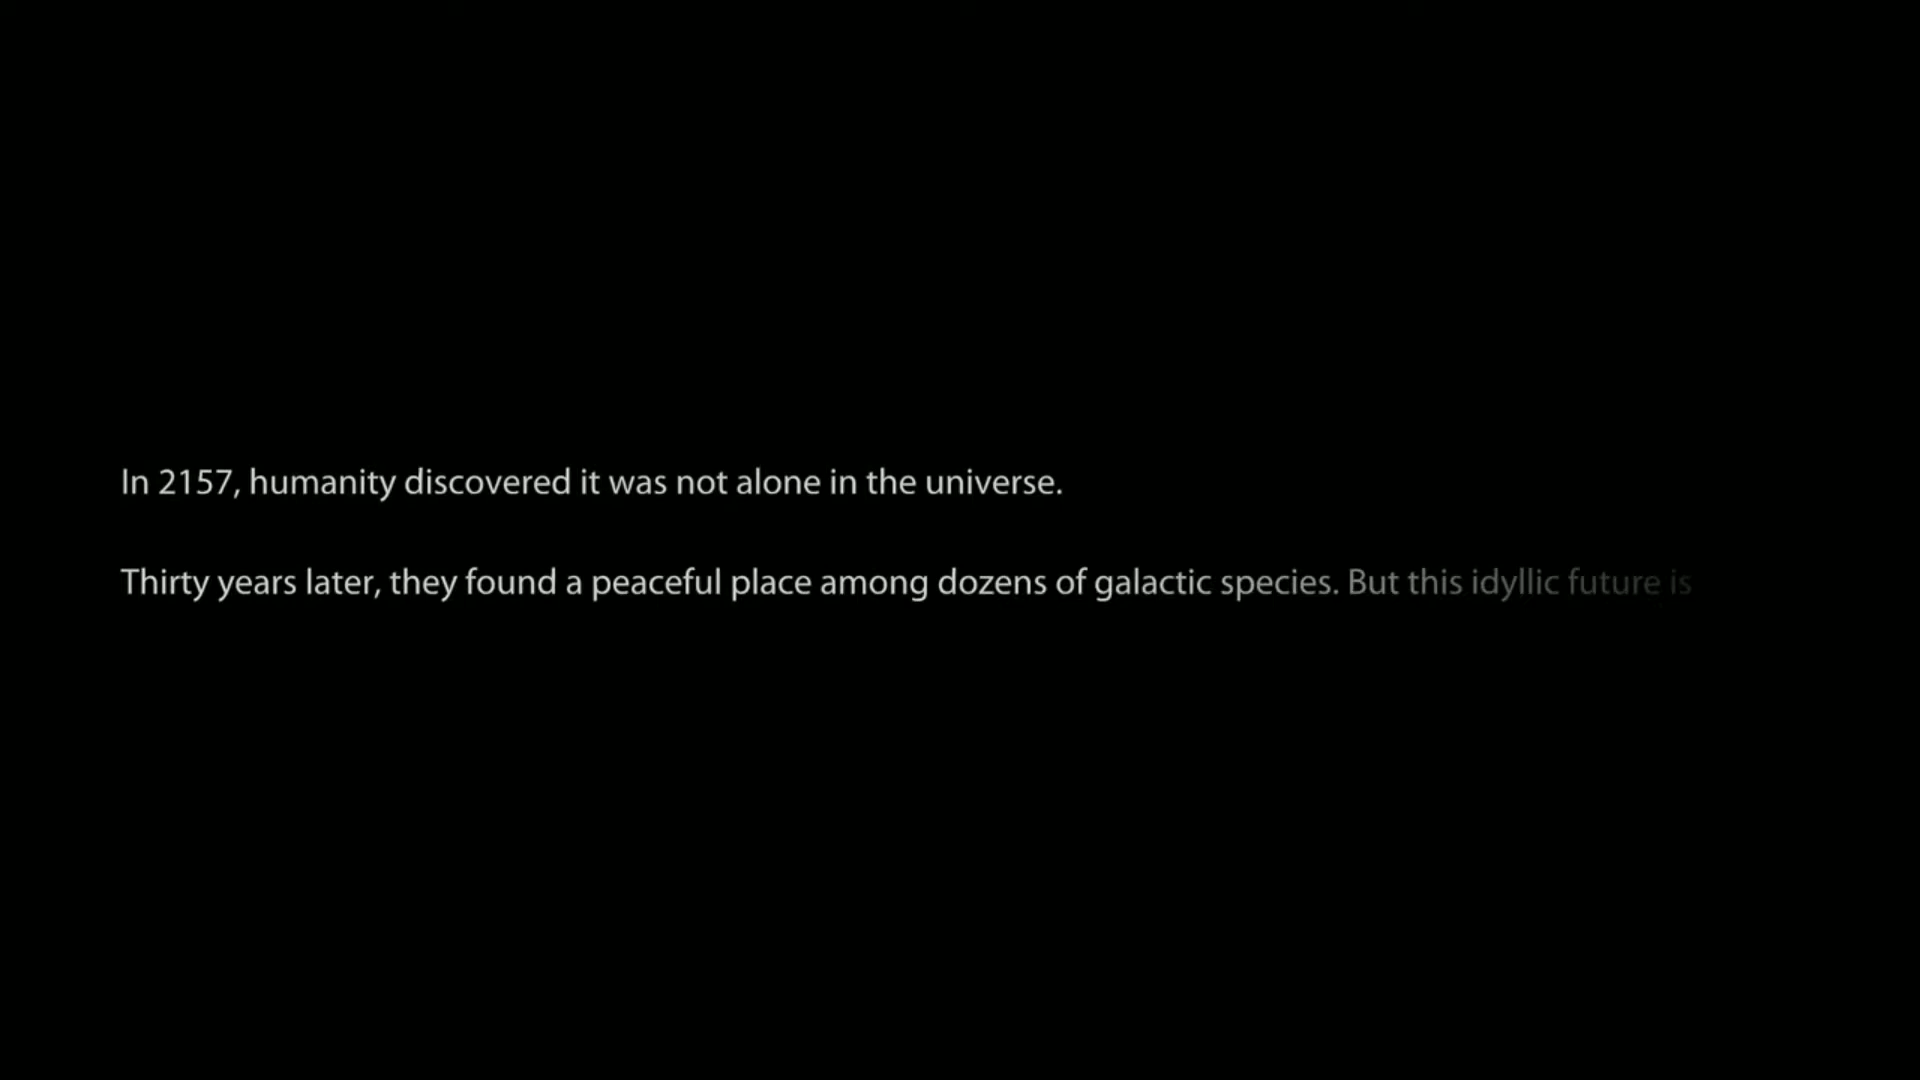 In 2157, humanity discovered it was not alone in the universe.
Thirty years later, they found a peaceful place among dozens of galactic species. But this idyllic future is